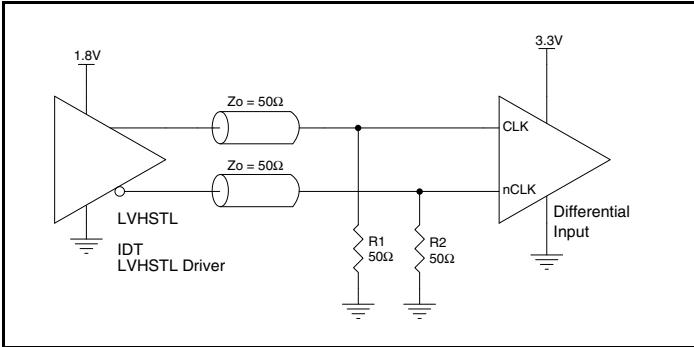 1.8V
3.3V
Zo = 50Ω
CLK
Zo = 50Ω
nCLK
LVHSTL
IDT
LVHSTL Driver
R1
50Ω
R2
50Ω
Differential
Input